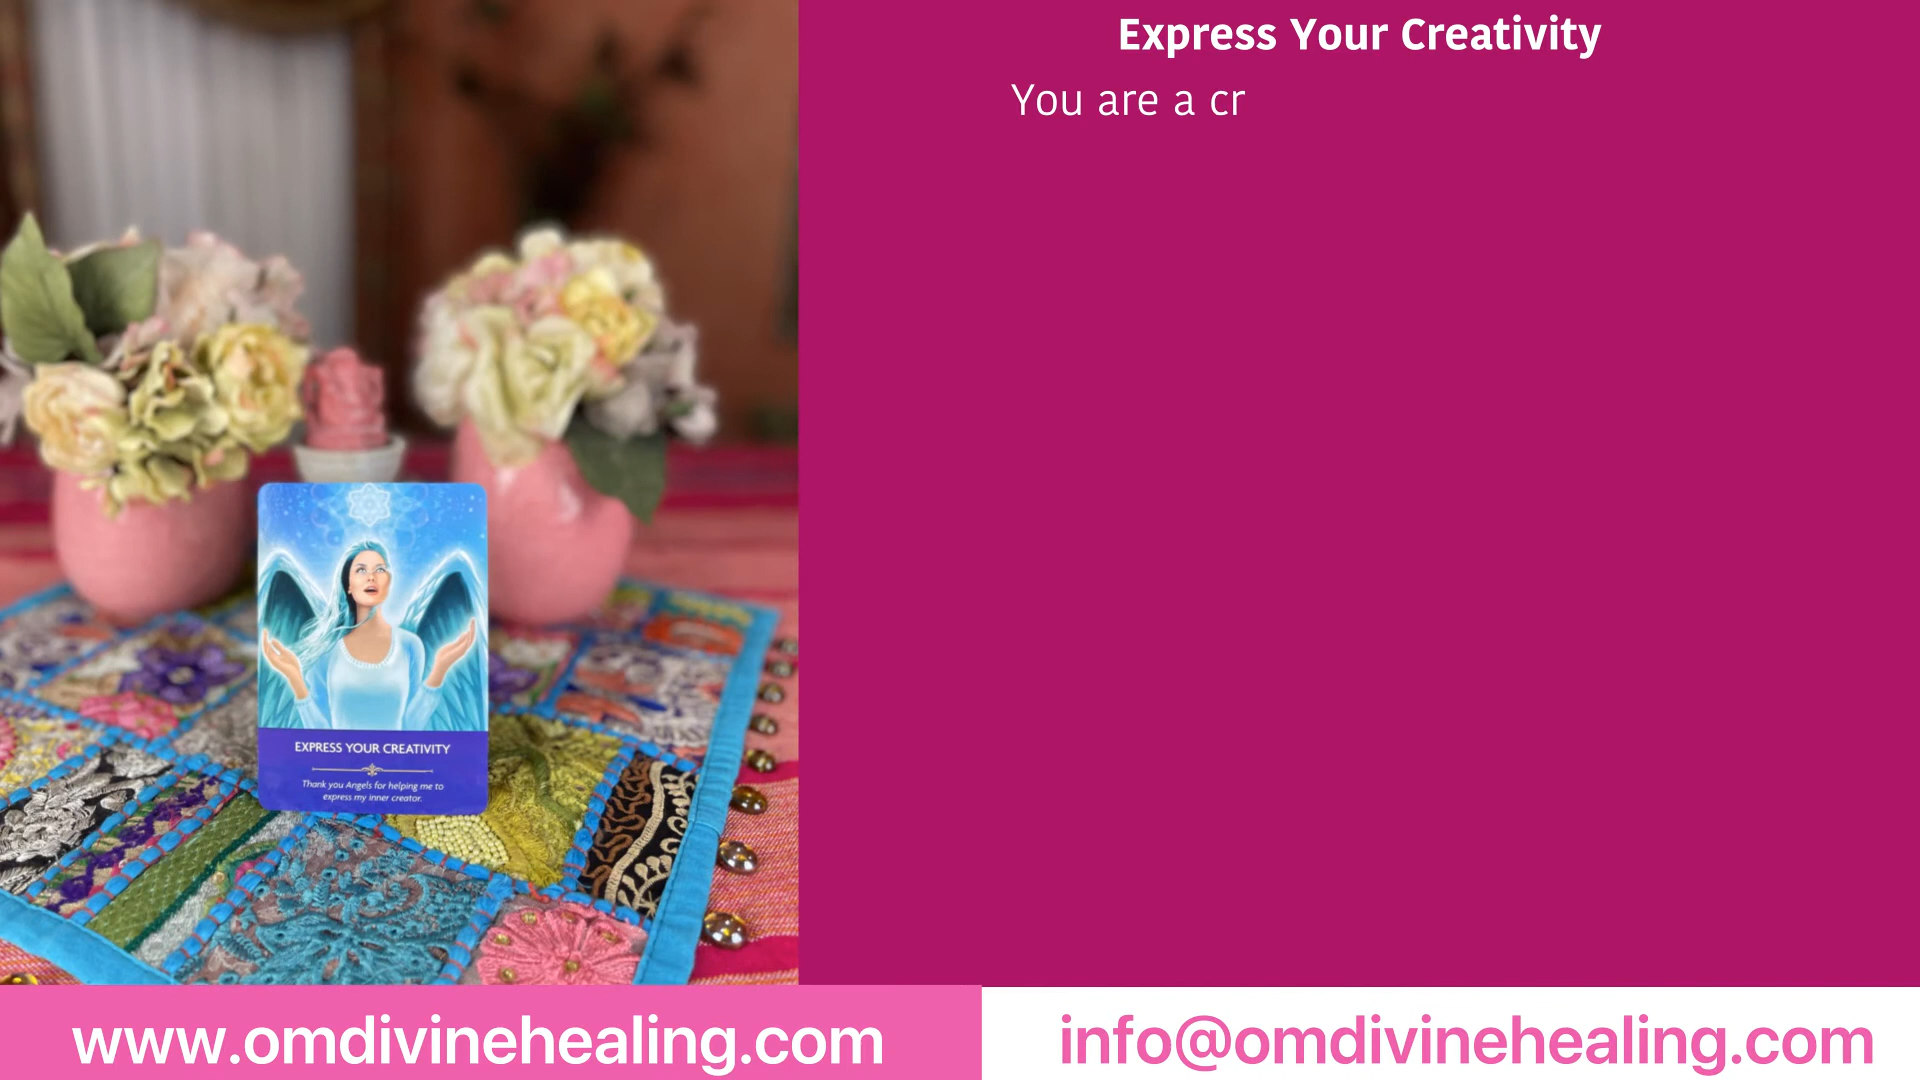 Express Your Creativity
You are a cr
EXPRESS YOUR CREATIVITY
Thank you Angels for helping me to
express my inner creator.
www.omdivinehealing.com
info@omdivinehealing.com